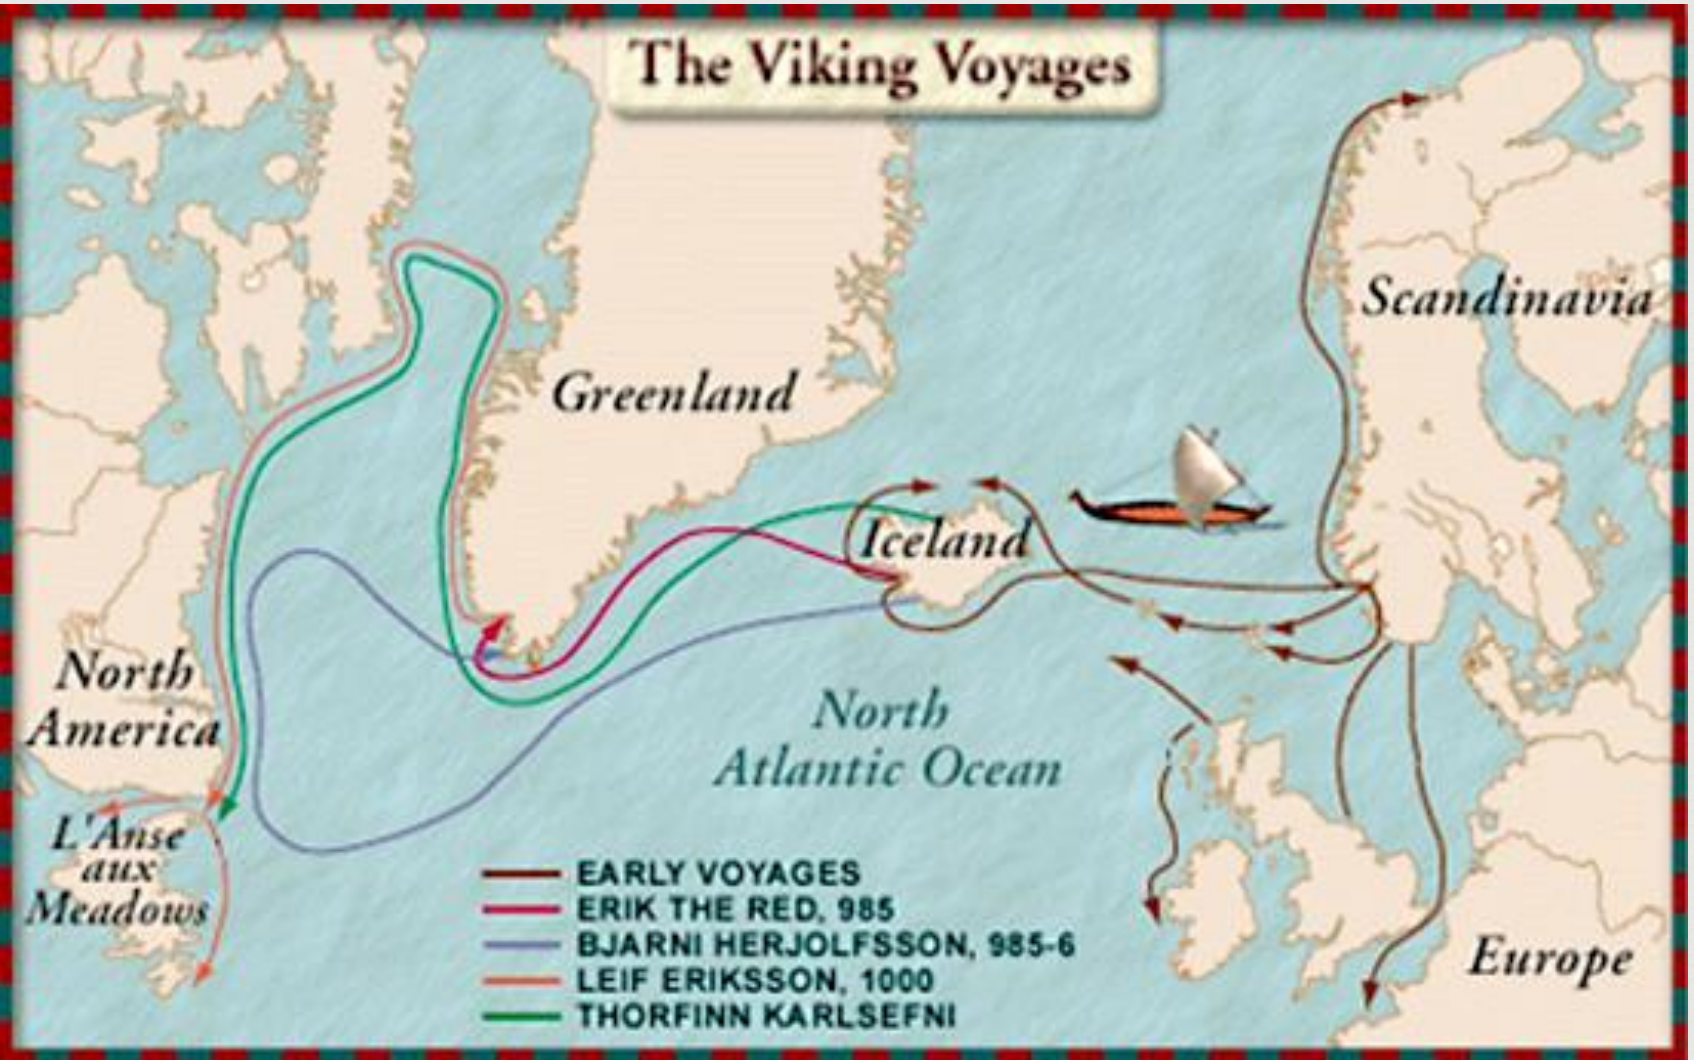 The Viking Voyages
Scandinavia
Greenland
Iceland
North
America
North
Atlantic Ocean
L'Anse
aux
Meadows
Europe
EARLY VOYAGES
ERIK THE RED, 985
BJARNI HERJOLFSSON, 985-6
LEIF ERIKSSON, 1000
THORFINN KARLSEFNI